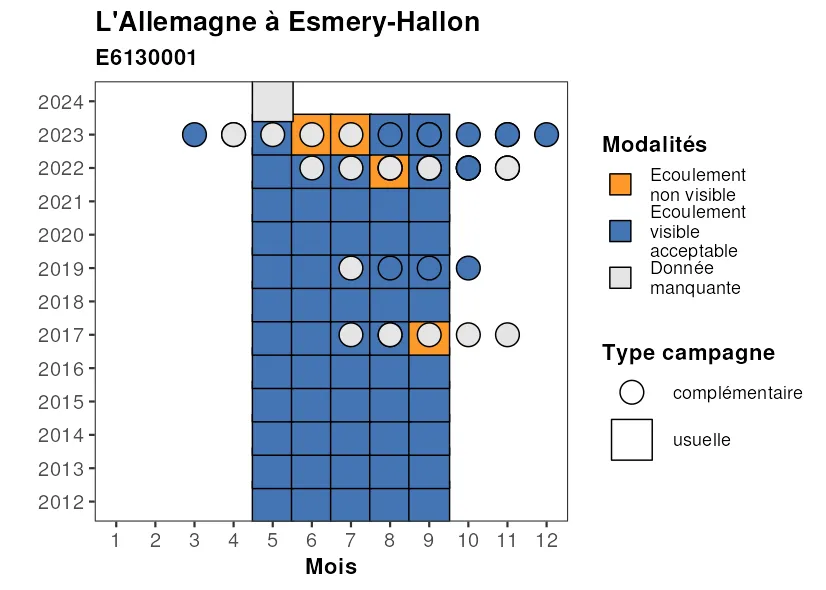 L'Allemagne à Esmery-Hallon
E6130001
2024
2023
2022
2021
2020
2019
2018
2017
2016
2015
2014
2013
2012
1 2 3 4 5 6 7 8 9 10 11 12
Mois
Modalités
Ecoulement
non visible
Ecoulement
visible
acceptable
Donnée
manquante
Type campagne
complémentaire
usuelle